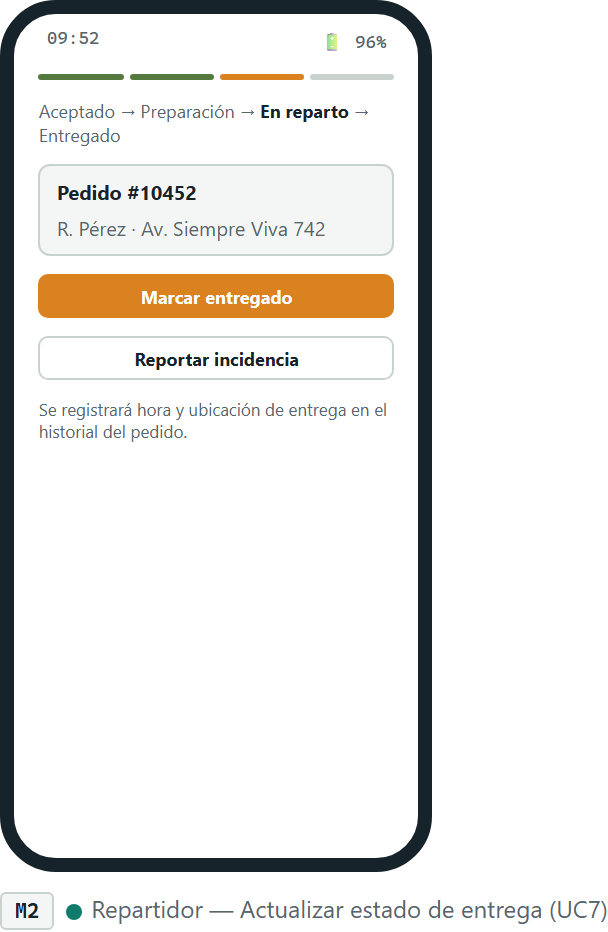 09:52
96%
Aceptado → Preparación → En reparto →
Entregado
Pedido #10452
R. Pérez · Av. Siempre Viva 742
Marcar entregado
Reportar incidencia
Se registrará hora y ubicación de entrega en el
historial del pedido.
M2 Repartidor — Actualizar estado de entrega (UC7)